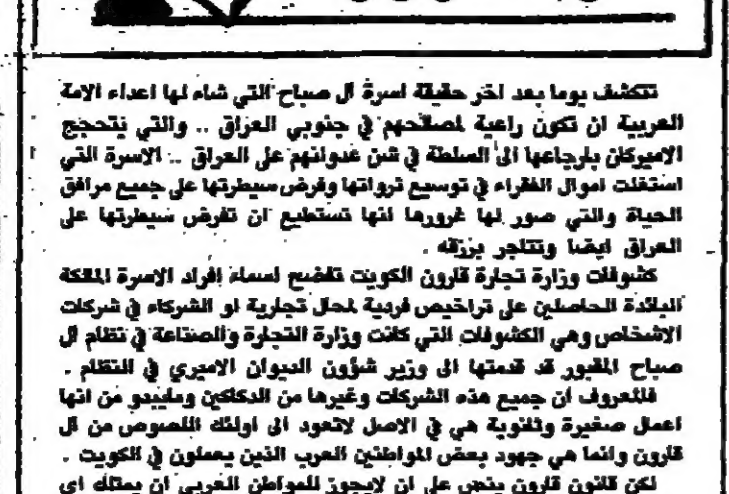 تتكشف يوما بعد اخر حقيقة اسرة ال صباح التي شاء لها اعداء الامة
العربية ان تكون راعية لمصالحهم في جنوبي العراق .. والتي يتحجج
الاميركان بارجاعها الى السلطة في شن عدوانهم على العراق .. الاسرة التي
استغلت اموال الفقراء في توسيع ثرواتها وفرض سيطرتها على جميع مرافق
الحياة والتي صور لها غرورها انها تستطيع ان تفرض سيطرتها على
العراق ايضا وتتاجر برزقه .
كشوفات وزارة تجارة قارون الكويت تفضح اسماء افراد الاسرة
البائدة الحاصلين على تراخيص فردية لمحال تجارية او الشركاء في شركات
الاشخاص وهي الكشوفات التي كانت وزارة التجارة والصناعة في نظام ال
صباح المقبور قد قدمتها الى وزير شؤون الديوان الاميري في النظام .
فالمعروف ان جميع هذه الشركات وغيرها من الدكاكين ومايبدو من انها
اعمال صغيرة وثانوية هي في الاصل لاتعود الى اولئك اللصوص من ال
قارون وانما هي جهود بعض المواطنين العرب الذين يعملون في الكويت .
لكن قانون قارون ينص على ان لايجوز للمواطن العربي ان يمتلك اي